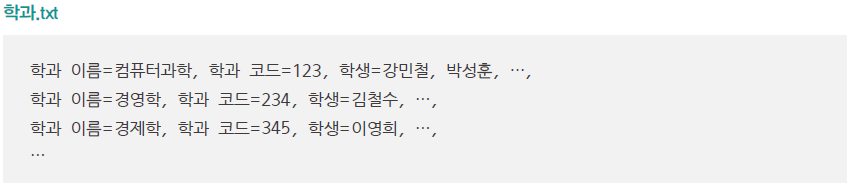 학과.txt
학과 이름=컴퓨터과학, 학과 코드=123, 학생=강민철, 박성훈, …,
학과 이름=경영학, 학과 코드=234, 학생=김철수, …,
학과 이름=경제학, 학과 코드=345, 학생=이영희, …,
…